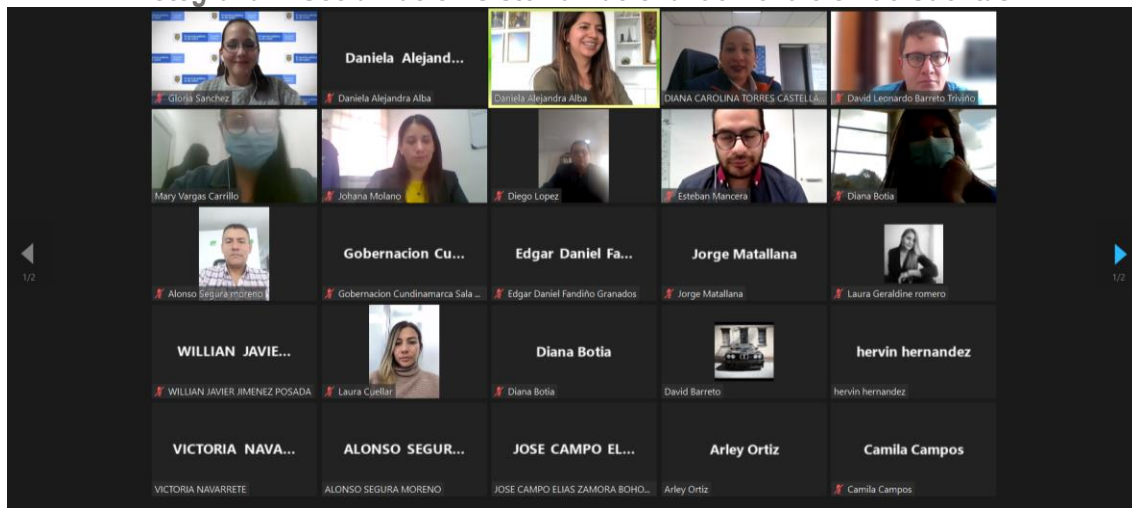 Gloria Sanchez
Daniela Alejand...
Daniela Alejandra Alba
Daniela Alejandra Alba
DIANA CAROLINA TORRES CASTELLA...
David Leonardo Barreto Triviño
Mary Vargas Carrillo
Johana Molano
Diego Lopez
Esteban Mancera
Diana Botia
1/2
Alonso Segura moreno
Gobernacion Cu...
Gobernacion Cundinamarca Sala ...
Edgar Daniel Fa...
Edgar Daniel Fandiño Granados
Jorge Matallana
Jorge Matallana
Laura Geraldine romero
1/2
WILLIAN JAVIE...
WILLIAN JAVIER JIMENEZ POSADA
Laura Cuellar
Diana Botia
Diana Botia
David Barreto
hervin hernandez
hervin hernandez
VICTORIA NAVA...
VICTORIA NAVARRETE
ALONSO SEGUR...
ALONSO SEGURA MORENO
JOSE CAMPO EL...
JOSE CAMPO ELIAS ZAMORA BOHO...
Arley Ortiz
Arley Ortiz
Camila Campos
Camila Campos